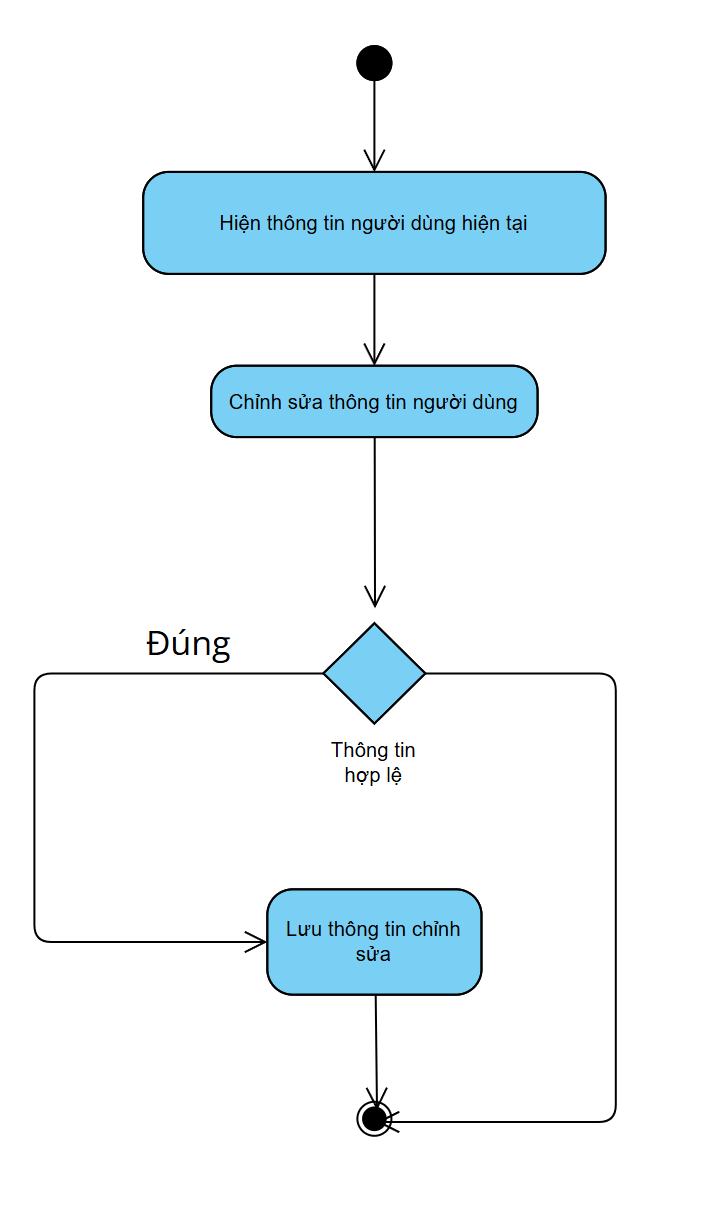 Hiện thông tin người dùng hiện tại
Chỉnh sửa thông tin người dùng
Đúng
Thông tin
hợp lệ
Lưu thông tin chỉnh
sửa